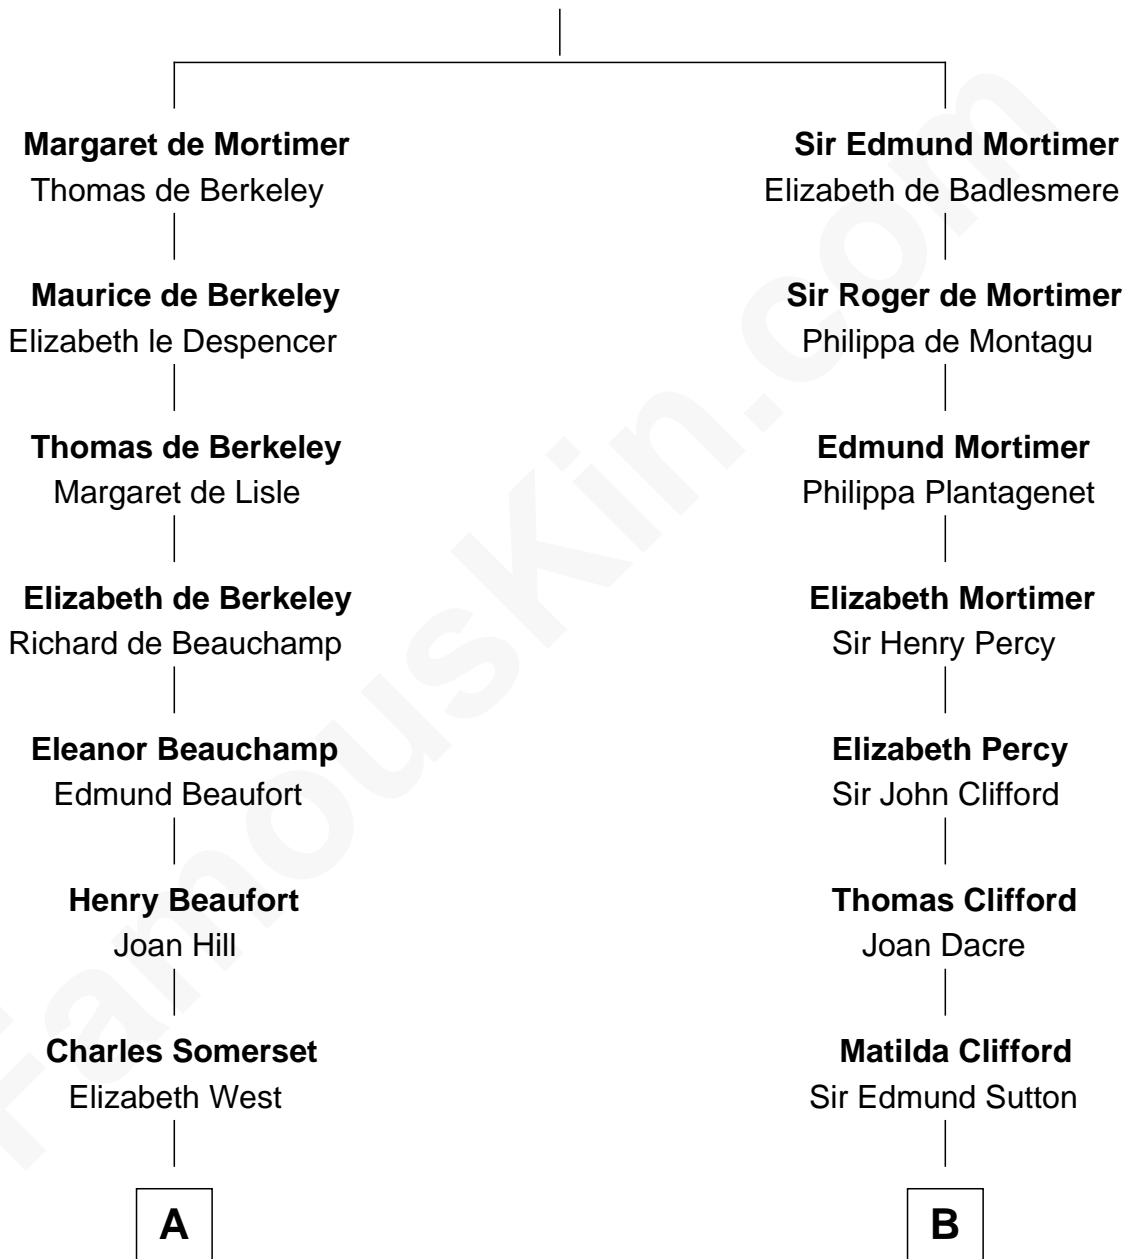 Margaret de Mortimer
Thomas de Berkeley
Maurice de Berkeley
Elizabeth le Despencer
Thomas de Berkeley
Margaret de Lisle
Elizabeth de Berkeley
Richard de Beauchamp
Eleanor Beauchamp
Edmund Beaufort
Henry Beaufort
Joan Hill
Charles Somerset
Elizabeth West
A
Sir Edmund Mortimer
Elizabeth de Badlesmere
Sir Roger de Mortimer
Philippa de Montagu
Edmund Mortimer
Philippa Plantagenet
Elizabeth Mortimer
Sir Henry Percy
Elizabeth Percy
Sir John Clifford
Thomas Clifford
Joan Dacre
Matilda Clifford
Sir Edmund Sutton
B
FamousKin.com